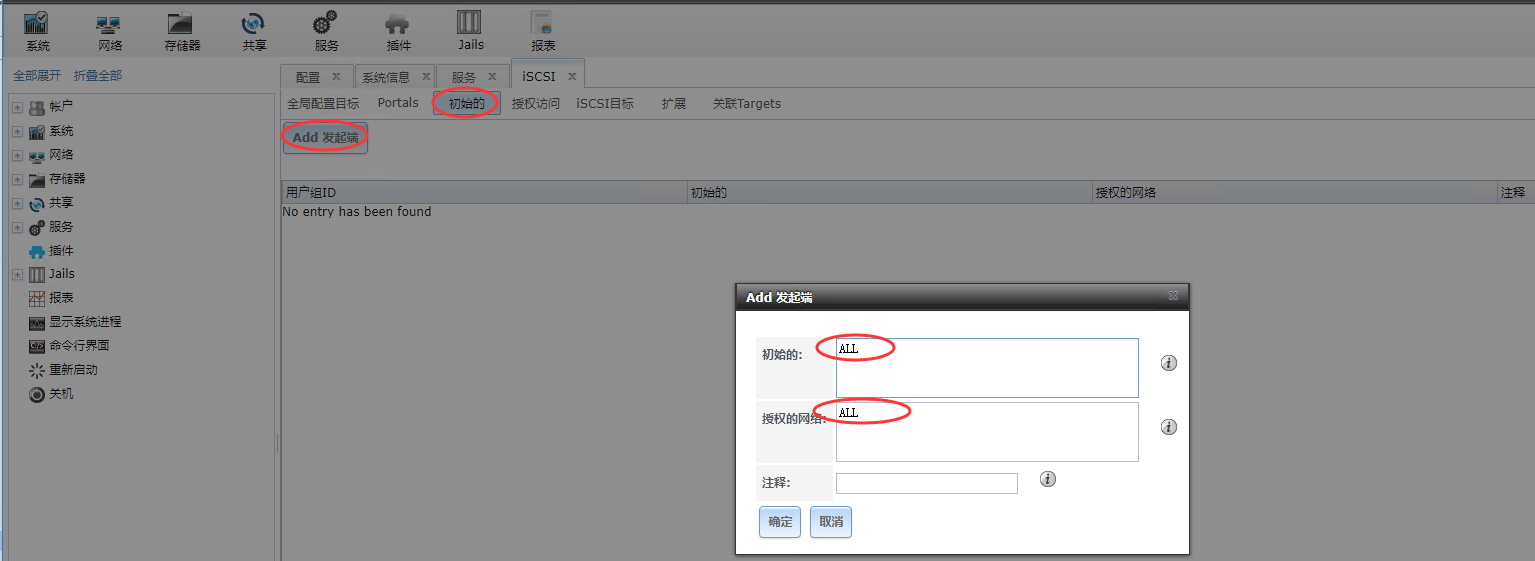 系统 网络 存储器 共享 服务 插件 Jails 报表
全部展开 折叠全部
配置 系统信息 服务 iSCSI
全局配置目标 Portals 初始的 授权访问 iSCSI目标 扩展 关联Targets
Add 发起端
帐户
系统
网络
存储器
共享
服务
插件
Jails
报表
显示系统进程
命令行界面
重新启动
关机
用户组ID 初始的 授权的网络 注释
No entry has been found
Add 发起端
初始的: ALL
授权的网络: ALL
注释:
确定 取消